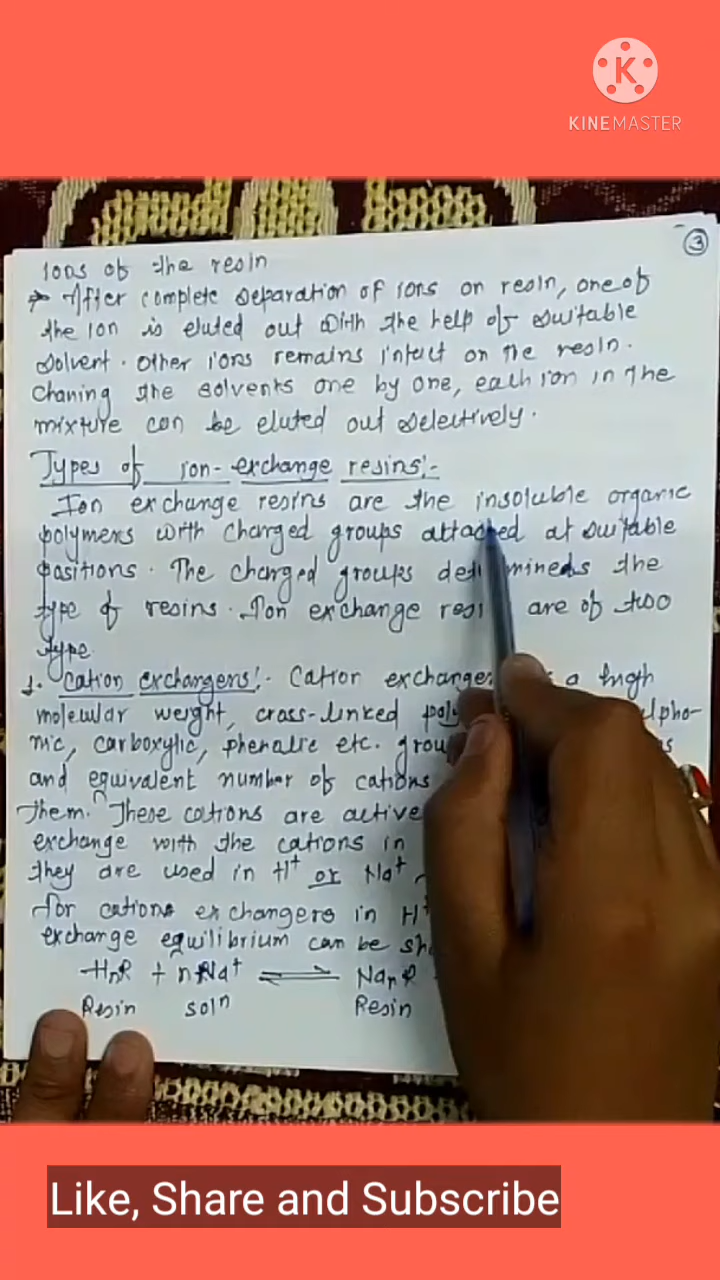 K
KINEMASTER
3
Ions of the resin
→ After complete separation of ions on resin, one of
the ion is eluted out with the help of suitable
solvent. Other ions remains intact on the resin.
Chaning the solvents one by one, each ion in the
mixture can be eluted out selectively.
Types of ion-exchange resins:-
Ion exchange resins are the insoluble organic
polymers with charged groups attached at suitable
positions. The charged groups determineds the
type of resins. Ion exchange resi are of two
type
1. Cation exchangers:- Cation exchange a high
molecular weight, cross-linked poly lpho-
nic, carboxylic, phenolic etc. grou
and equivalent number of cations
them. These cations are active
exchange with the cations in
they are used in H+ or Na+
for cations exchangers in H+
exchange equilibrium can be sh
HnR + nNa+ ⇌ NanR
Resin soln Resin
Like, Share and Subscribe